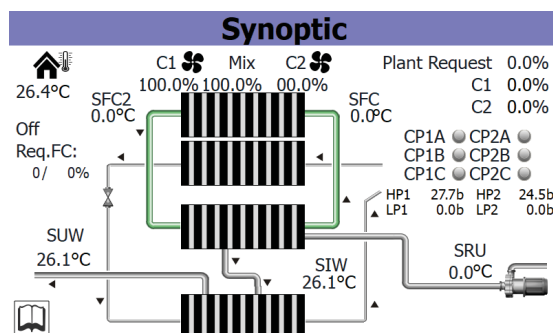 Synoptic
C1 Mix C2
100.0% 100.0% 00.0%
Plant Request 0.0%
C1 0.0%
C2 0.0%
26.4°C
SFC2
0.0°C
SFC
0.0°C
Off
Req.FC:
0/ 0%
CP1A CP2A
CP1B CP2B
CP1C CP2C
HP1 27.7b HP2 24.5b
LP1 0.0b LP2 0.0b
SUW
26.1°C
SIW
26.1°C
SRU
0.0°C